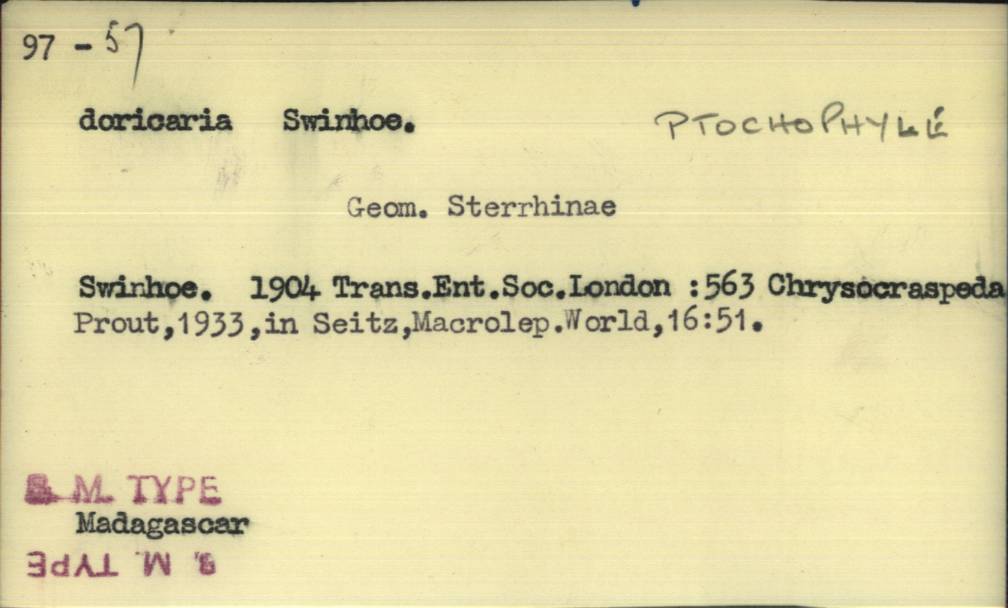 97 - 57
doricaria Swinhoe. PTOCHOPHYLE
Geom. Sterrhinae
Swinhoe. 1904 Trans.Ent.Soc.London :563 Chrysocraspeda
Prout,1933,in Seitz,Macrolep.World,16:51.
B. M. TYPE
Madagascar
B. M. TYPE